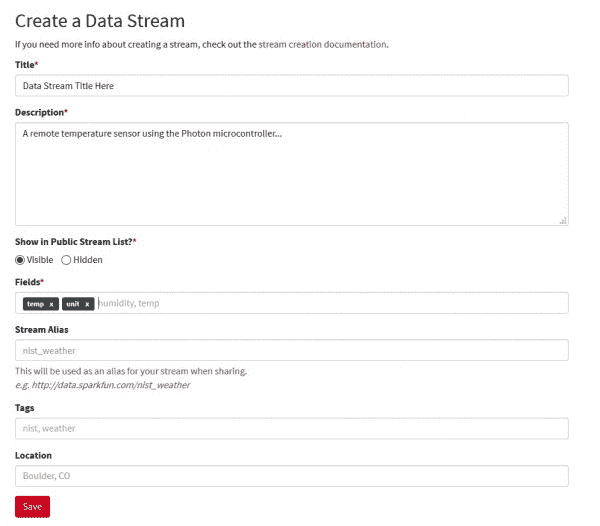 Create a Data Stream
If you need more info about creating a stream, check out the stream creation documentation.
Title*
Data Stream Title Here
Description*
A remote temperature sensor using the Photon microcontroller...
Show in Public Stream List?*
Visible Hidden
Fields*
temp x unit x humidity, temp
Stream Alias
nist_weather
This will be used as an alias for your stream when sharing.
e.g. http://data.sparkfun.com/nist_weather
Tags
nist, weather
Location
Boulder, CO
Save